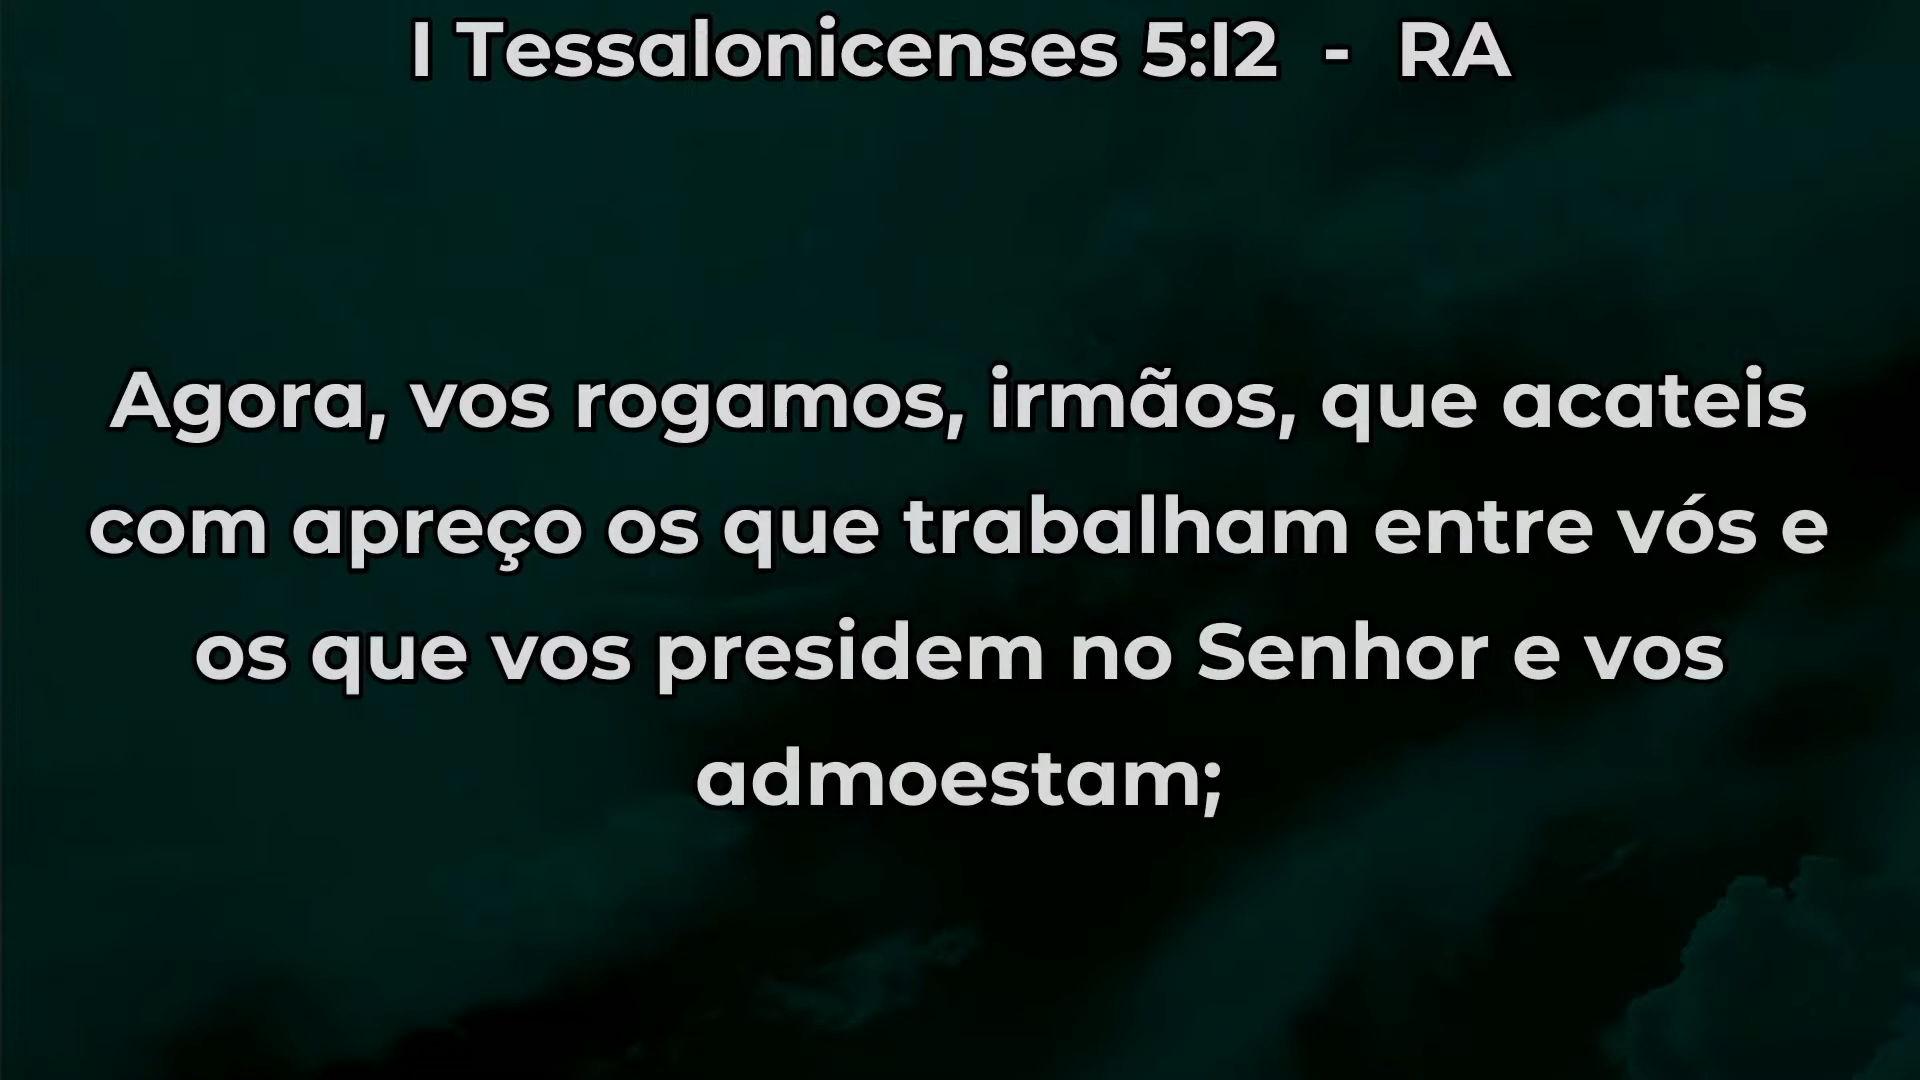 I Tessalonicenses 5:12 - RA
Agora, vos rogamos, irmãos, que acateis
com apreço os que trabalham entre vós e
os que vos presidem no Senhor e vos
admoestam;